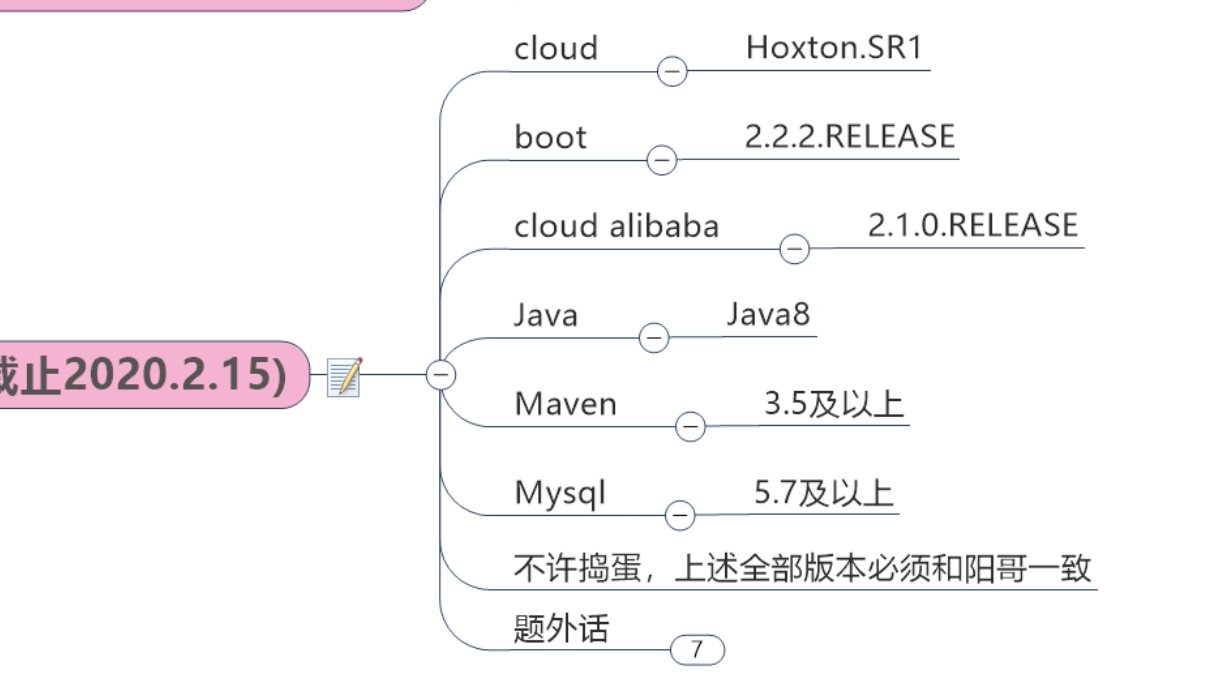 cloud Hoxton.SR1
boot 2.2.2.RELEASE
cloud alibaba 2.1.0.RELEASE
Java Java8
截止2020.2.15)
Maven 3.5及以上
Mysql 5.7及以上
不许捣蛋，上述全部版本必须和阳哥一致
题外话 7